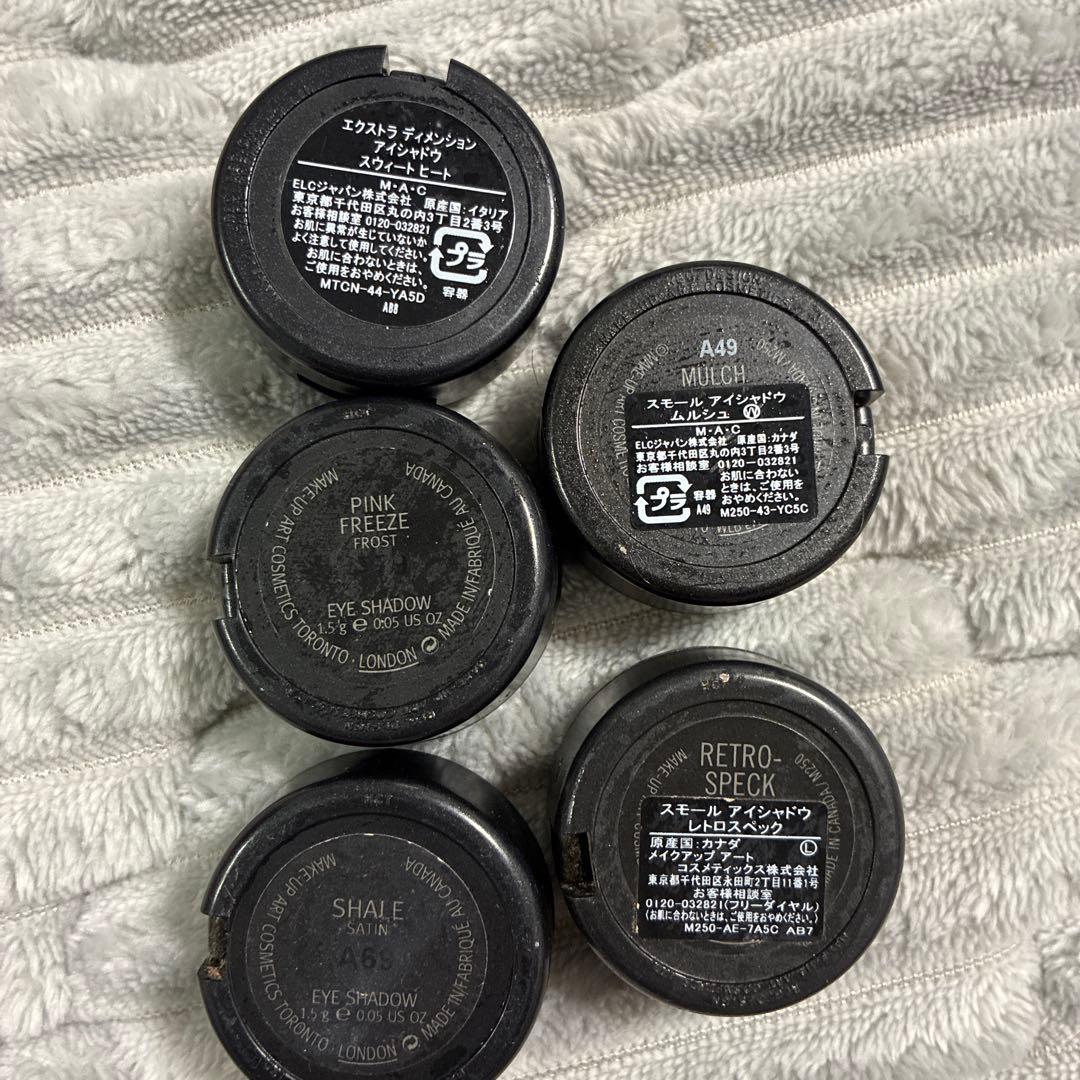 エクストラ ディメンション
アイシャドウ
スウィート ヒート
M・A・C
ELCジャパン株式会社 原産国:イタリア
東京都千代田区丸の内3丁目2番3号
お客様相談室 0120-032821
お肌に異常が生じていないか
よく注意して使用してください。
お肌に合わないときは、
ご使用をおやめください。
プラ
容器
MTCN-44-YA5D
AB8
A49
MULCH
スモール アイシャドウ
ムルシュ Ⓦ
M・A・C
ELCジャパン株式会社 原産国:カナダ
東京都千代田区丸の内3丁目2番3号
お客様相談室 0120-032821
お肌に合わない
ときは、ご使用を
おやめください。
プラ 容器
A49 M250-43-YC5C
PINK
FREEZE
FROST
EYE SHADOW
1.5 g ℮ 0.05 US OZ
MAKE-UP ART COSMETICS TORONTO · LONDON MADE IN/FABRIQUÉ AU CANADA
RETRO-
SPECK
スモール アイシャドウ
レトロスペック
原産国:カナダ Ⓛ
メイクアップ アート
コスメティックス株式会社
東京都千代田区永田町2丁目11番1号
お客様相談室
0120-032821(フリーダイヤル)
(お肌に合わないときは、ご使用をおやめください。)
M250-AE-7A5C AB7
MADE IN CANADA/M250
SHALE
SATIN
A69
EYE SHADOW
1.5 g ℮ 0.05 US OZ
MAKE-UP ART COSMETICS TORONTO · LONDON MADE IN/FABRIQUÉ AU CANADA